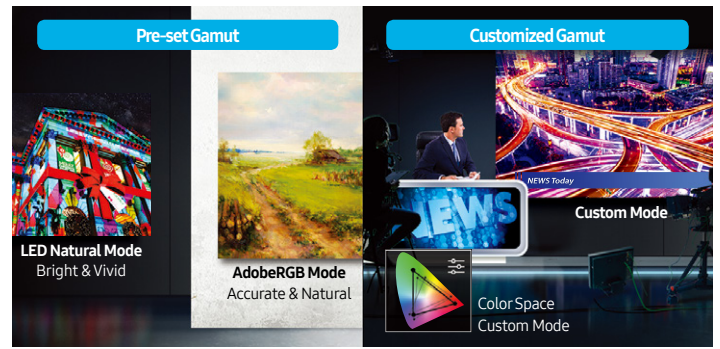 Pre-set Gamut
Customized Gamut
NEWS Today
NEWS
Custom Mode
LED Natural Mode
Bright & Vivid
AdobeRGB Mode
Accurate & Natural
Color Space
Custom Mode